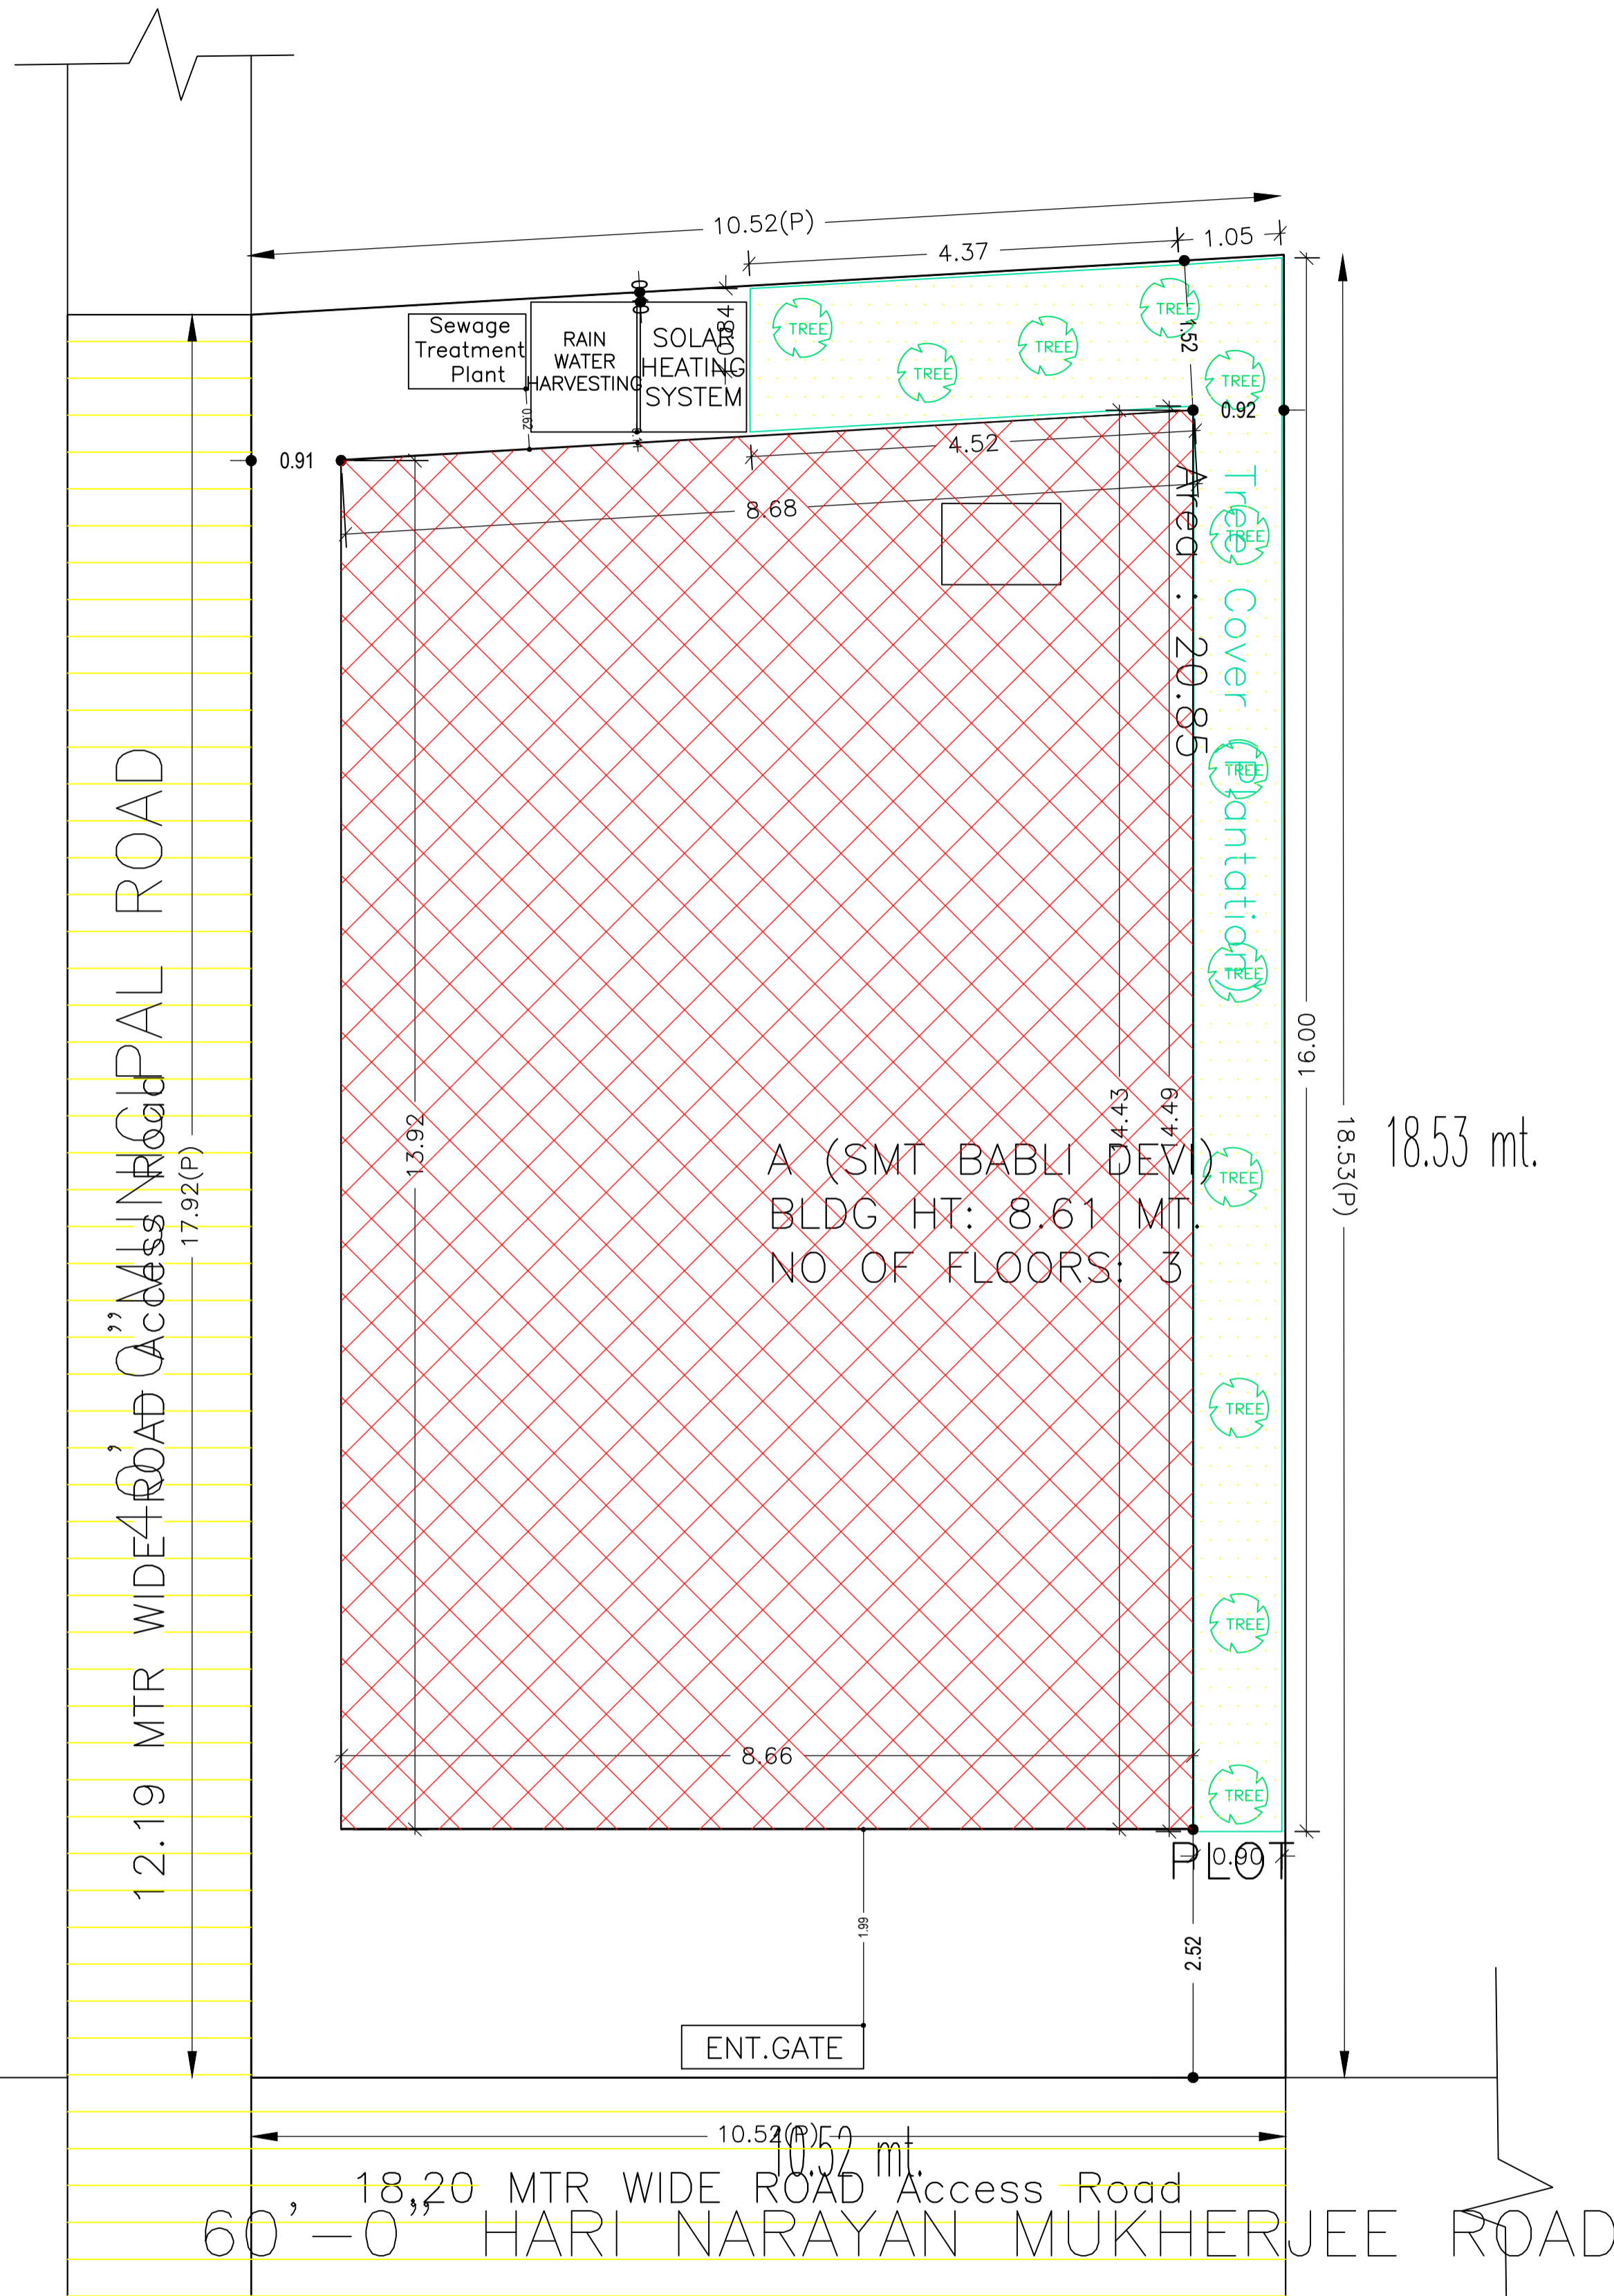 10.52(P)
4.37
1.05
Sewage
Treatment
Plant
RAIN
WATER
HARVESTING
SOLAR
HEATING
SYSTEM
0.84
TREE
TREE
TREE
TREE
TREE
1.52
0.92
0.62
0.91
4.52
8.68
Area : 20.85
Tree Cover (Plantation)
TREE
TREE
TREE
TREE
TREE
TREE
TREE
13.92
14.43
14.49
16.00
18.53(P)
18.53 mt.
A (SMT BABLI DEVI)
BLDG HT: 8.61 MT.
NO OF FLOORS: 3
17.92(P)
40'-0" MUNICIPAL ROAD
12.19 MTR WIDE ROAD Access Road
8.66
PLOT
0.90
1.99
2.52
ENT.GATE
10.52(P)
10.52 mt.
18.20 MTR WIDE ROAD Access Road
60'-0" HARI NARAYAN MUKHERJEE ROAD